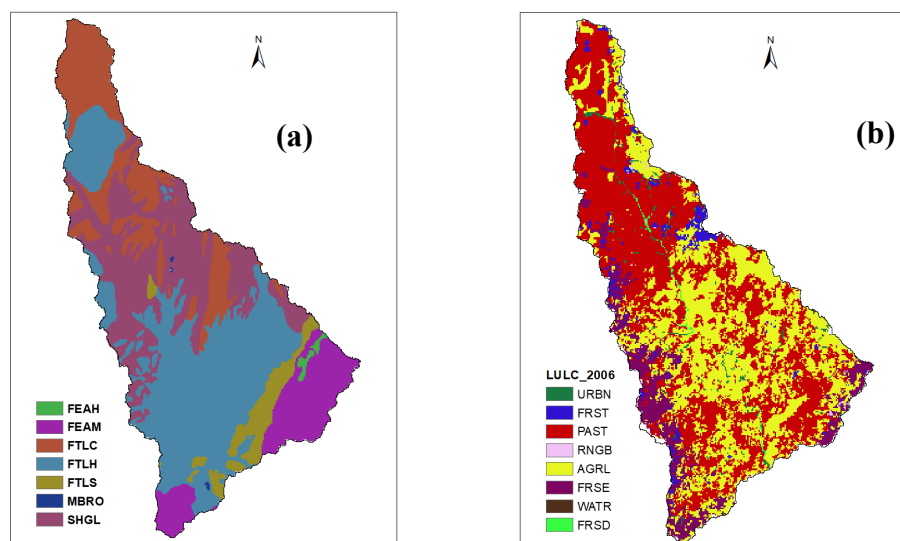 N
(a)
FEAH
FEAM
FTLC
FTLH
FTLS
MBRO
SHGL
N
(b)
LULC_2006
URBN
FRST
PAST
RNGB
AGRL
FRSE
WATR
FRSD